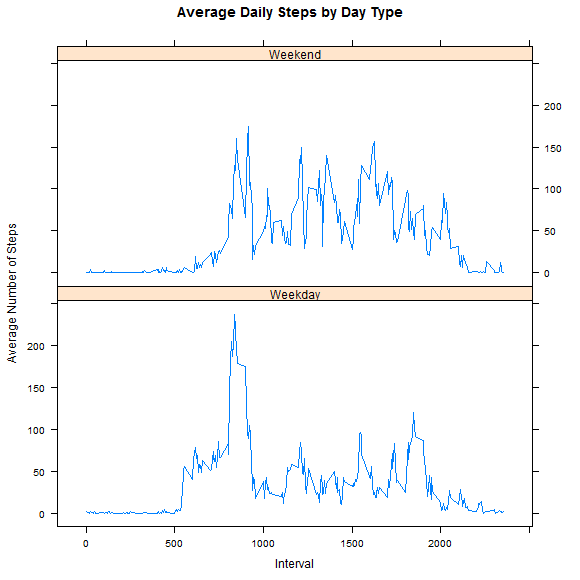 Average Daily Steps by Day Type
Weekend
200
150
100
50
0
Weekday
200
150
100
50
0
0 500 1000 1500 2000
Interval
Average Number of Steps